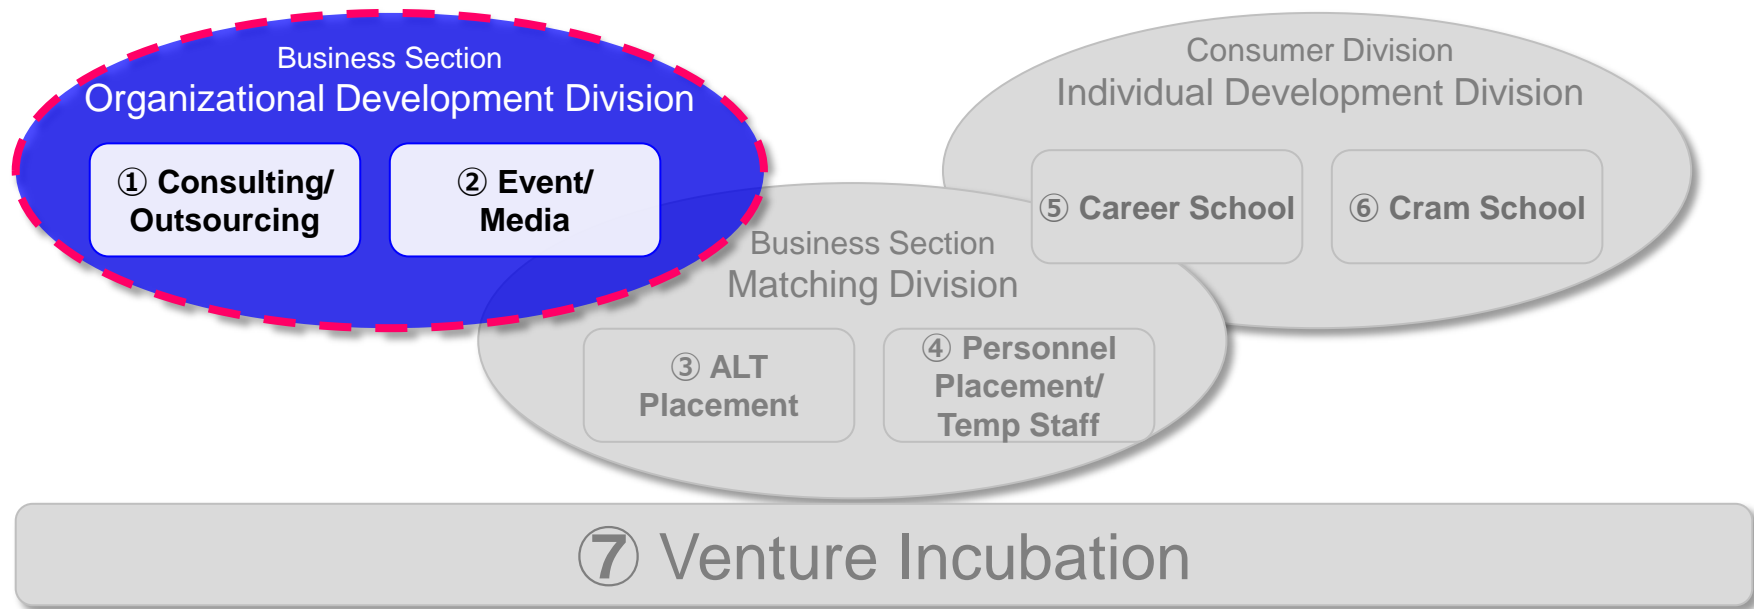 Business Section
Organizational Development Division
① Consulting/
Outsourcing
② Event/
Media
Business Section
Matching Division
③ ALT
Placement
④ Personnel
Placement/
Temp Staff
Consumer Division
Individual Development Division
⑤ Career School
⑥ Cram School
⑦ Venture Incubation